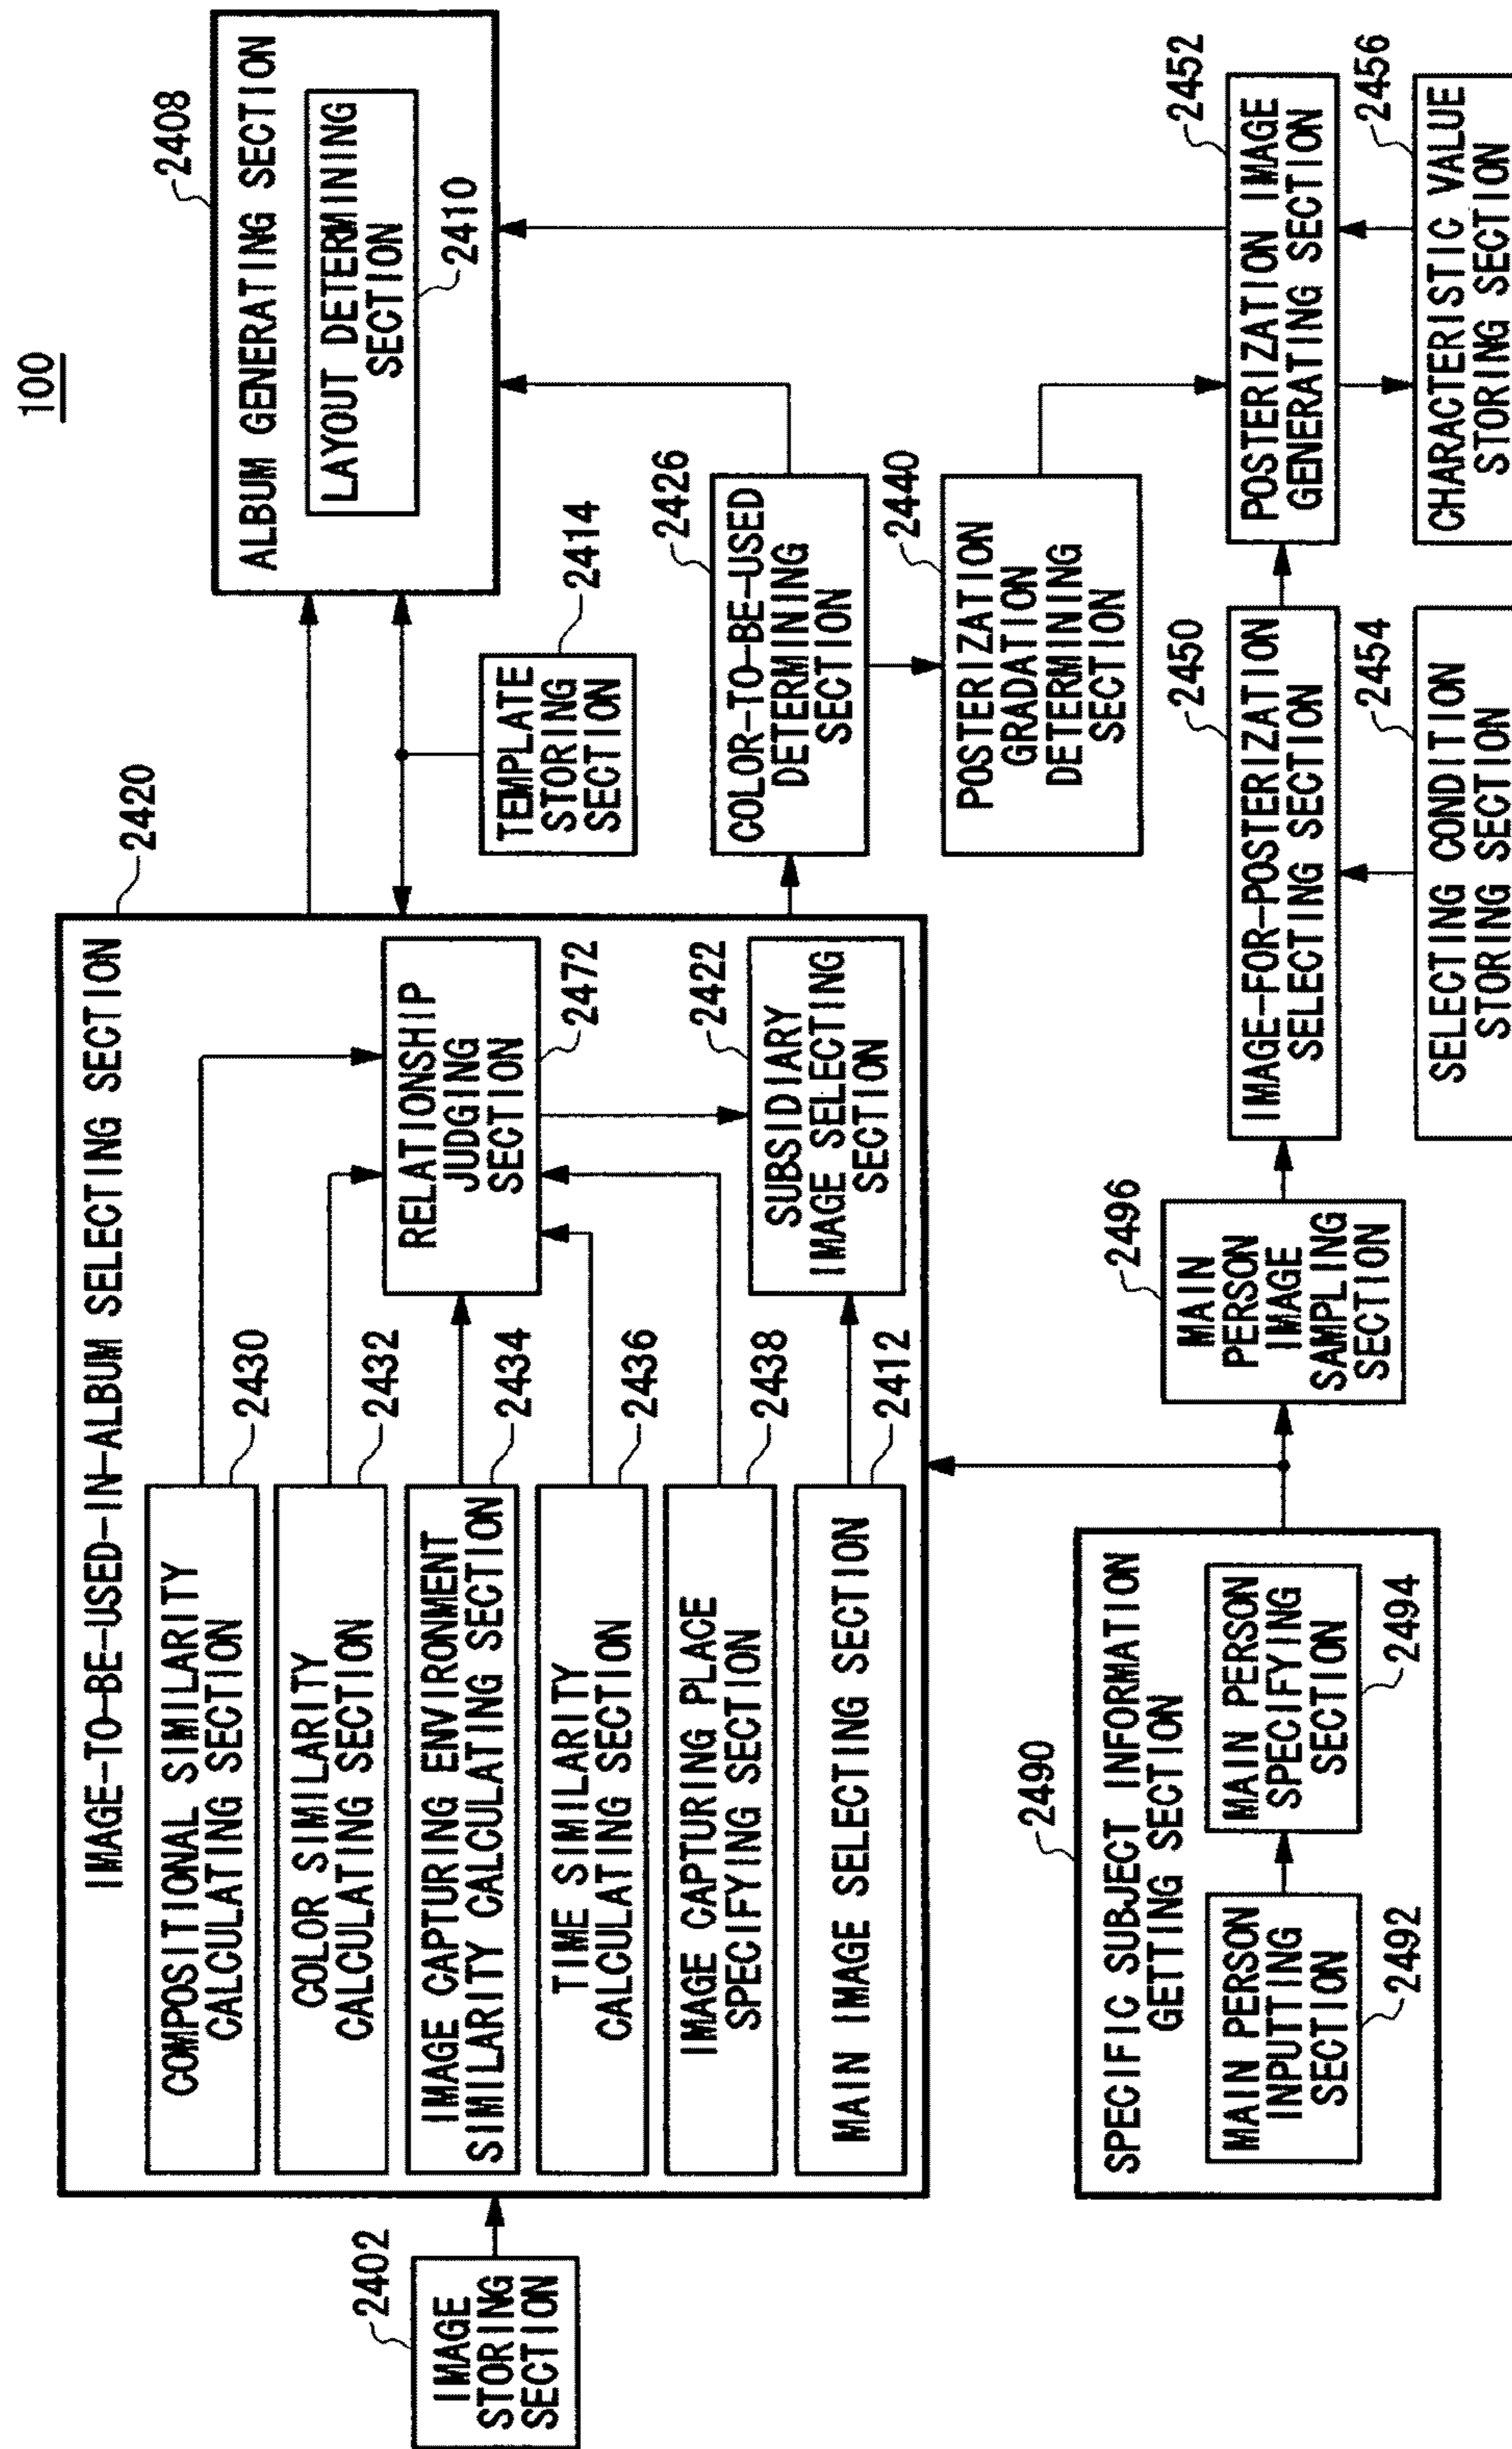 100
IMAGE
STORING
SECTION
2402
IMAGE-TO-BE-USED-IN-ALBUM SELECTING SECTION
2420
COMPOSITIONAL SIMILARITY
CALCULATING SECTION
2430
COLOR SIMILARITY
CALCULATING SECTION
2432
IMAGE CAPTURING ENVIRONMENT
SIMILARITY CALCULATING SECTION
2434
TIME SIMILARITY
CALCULATING SECTION
2436
IMAGE CAPTURING PLACE
SPECIFYING SECTION
2438
MAIN IMAGE SELECTING SECTION
2412
RELATIONSHIP
JUDGING
SECTION
2472
SUBSIDIARY
IMAGE SELECTING
SECTION
2422
ALBUM GENERATING SECTION
2408
LAYOUT DETERMINING
SECTION
2410
TEMPLATE
STORING
SECTION
2414
COLOR-TO-BE-USED
DETERMINING
SECTION
2426
POSTERIZATION
GRADATION
DETERMINING
SECTION
2440
SPECIFIC SUBJECT INFORMATION
GETTING SECTION
2490
MAIN PERSON
INPUTTING
SECTION
2492
MAIN PERSON
SPECIFYING
SECTION
2494
MAIN
PERSON
IMAGE
SAMPLING
SECTION
2496
IMAGE-FOR-POSTERIZATION
SELECTING SECTION
2450
SELECTING CONDITION
STORING SECTION
2454
POSTERIZATION IMAGE
GENERATING SECTION
2452
CHARACTERISTIC VALUE
STORING SECTION
2456